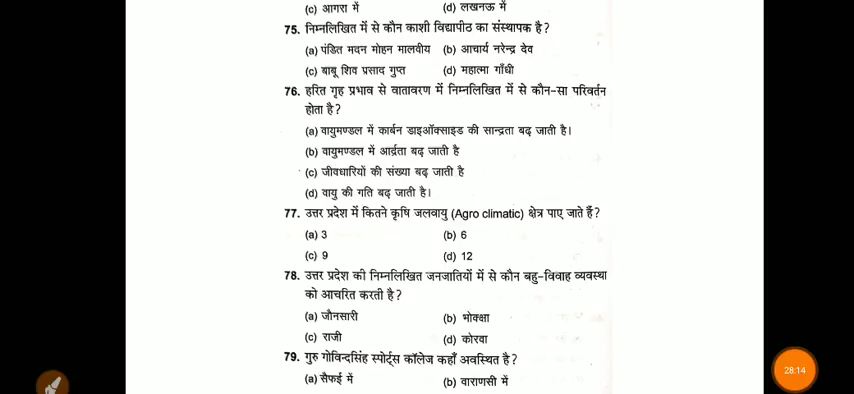 (c) आगरा में (d) लखनऊ में
75. निम्नलिखित में से कौन काशी विद्यापीठ का संस्थापक है?
(a) पंडित मदन मोहन मालवीय (b) आचार्य नरेन्द्र देव
(c) बाबू शिव प्रसाद गुप्त (d) महात्मा गाँधी
76. हरित गृह प्रभाव से वातावरण में निम्नलिखित में से कौन-सा परिवर्तन
होता है?
(a) वायुमण्डल में कार्बन डाइऑक्साइड की सान्द्रता बढ़ जाती है।
(b) वायुमण्डल में आर्द्रता बढ़ जाती है
(c) जीवधारियों की संख्या बढ़ जाती है
(d) वायु की गति बढ़ जाती है।
77. उत्तर प्रदेश में कितने कृषि जलवायु (Agro climatic) क्षेत्र पाए जाते हैं?
(a) 3 (b) 6
(c) 9 (d) 12
78. उत्तर प्रदेश की निम्नलिखित जनजातियों में से कौन बहु-विवाह व्यवस्था
को आचरित करती है?
(a) जौनसारी (b) भोक्क्षा
(c) राजी (d) कोरवा
28:14
79. गुरु गोविन्दसिंह स्पोर्ट्स कॉलेज कहाँ अवस्थित है?
(a) सैफई में (b) वाराणसी में